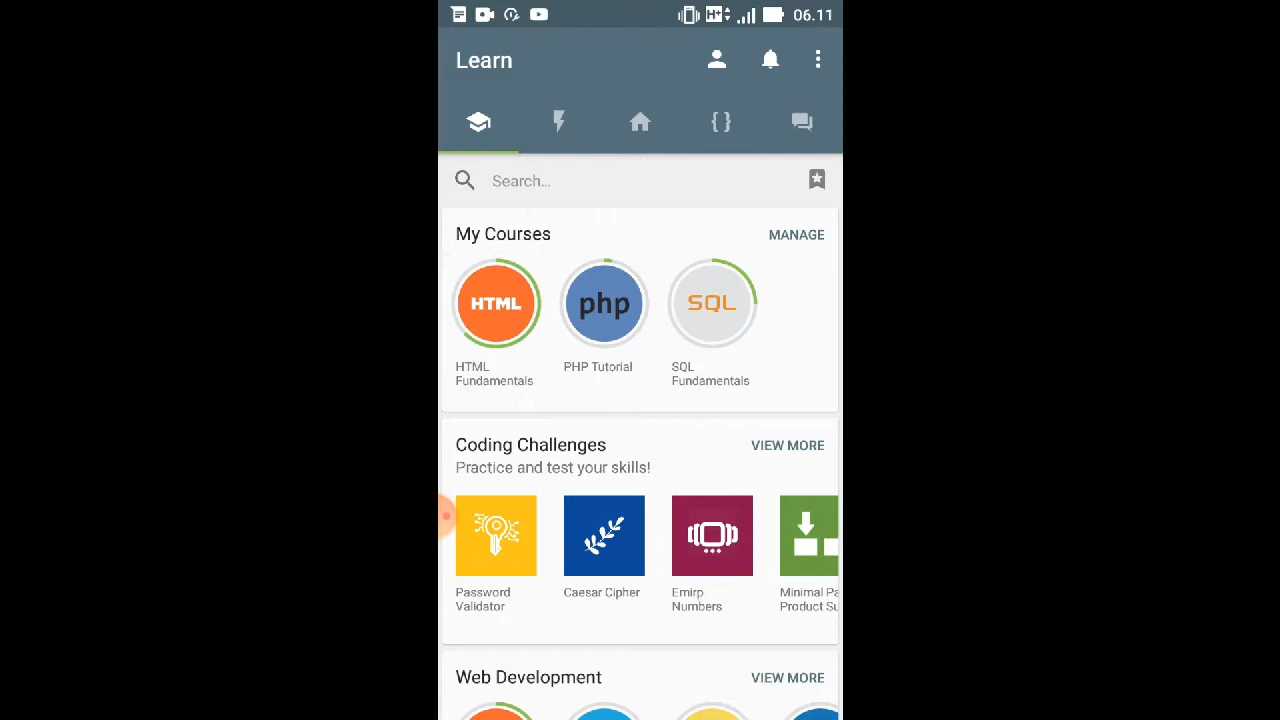 H+ 06.11
Learn
{ }
Search...
My Courses MANAGE
HTML php SQL
HTML
Fundamentals
PHP Tutorial
SQL
Fundamentals
Coding Challenges VIEW MORE
Practice and test your skills!
Password
Validator
Caesar Cipher
Emirp
Numbers
Minimal Pa
Product Su
Web Development VIEW MORE